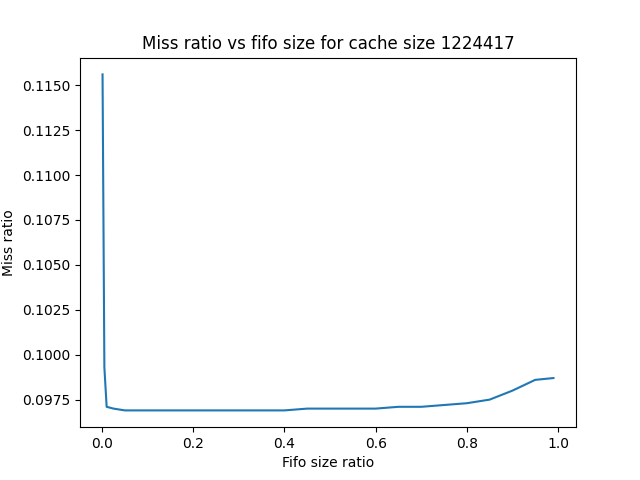 Miss ratio vs fifo size for cache size 1224417
0.1150
0.1125
0.1100
0.1075
0.1050
0.1025
0.1000
0.0975
Miss ratio
0.0 0.2 0.4 0.6 0.8 1.0
Fifo size ratio